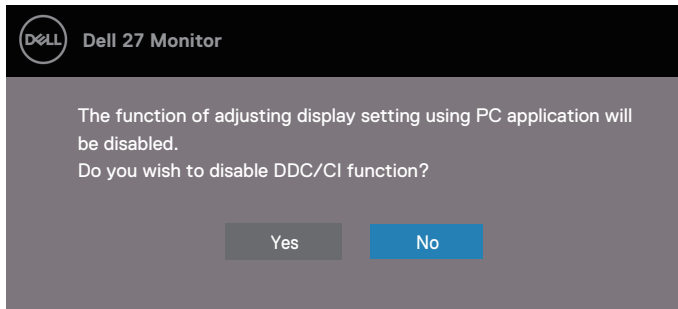 DELL
Dell 27 Monitor
The function of adjusting display setting using PC application will
be disabled.
Do you wish to disable DDC/CI function?
Yes
No